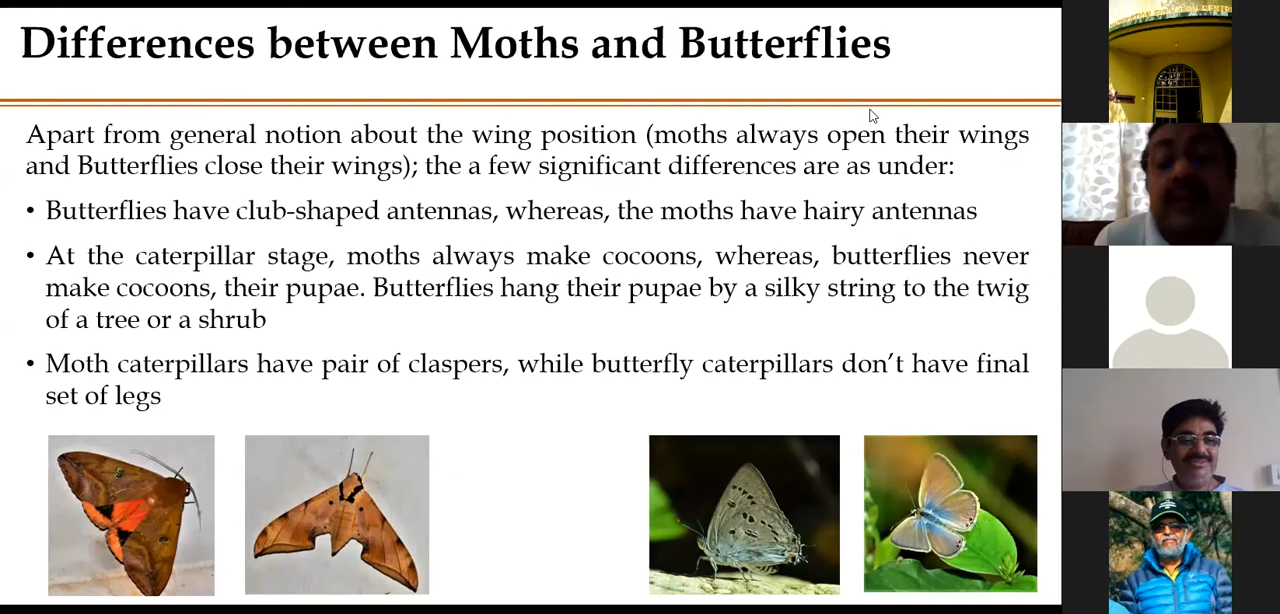 Differences between Moths and Butterflies
Apart from general notion about the wing position (moths always open their wings
and Butterflies close their wings); the a few significant differences are as under:
• Butterflies have club-shaped antennas, whereas, the moths have hairy antennas
• At the caterpillar stage, moths always make cocoons, whereas, butterflies never
make cocoons, their pupae. Butterflies hang their pupae by a silky string to the twig
of a tree or a shrub
• Moth caterpillars have pair of claspers, while butterfly caterpillars don’t have final
set of legs